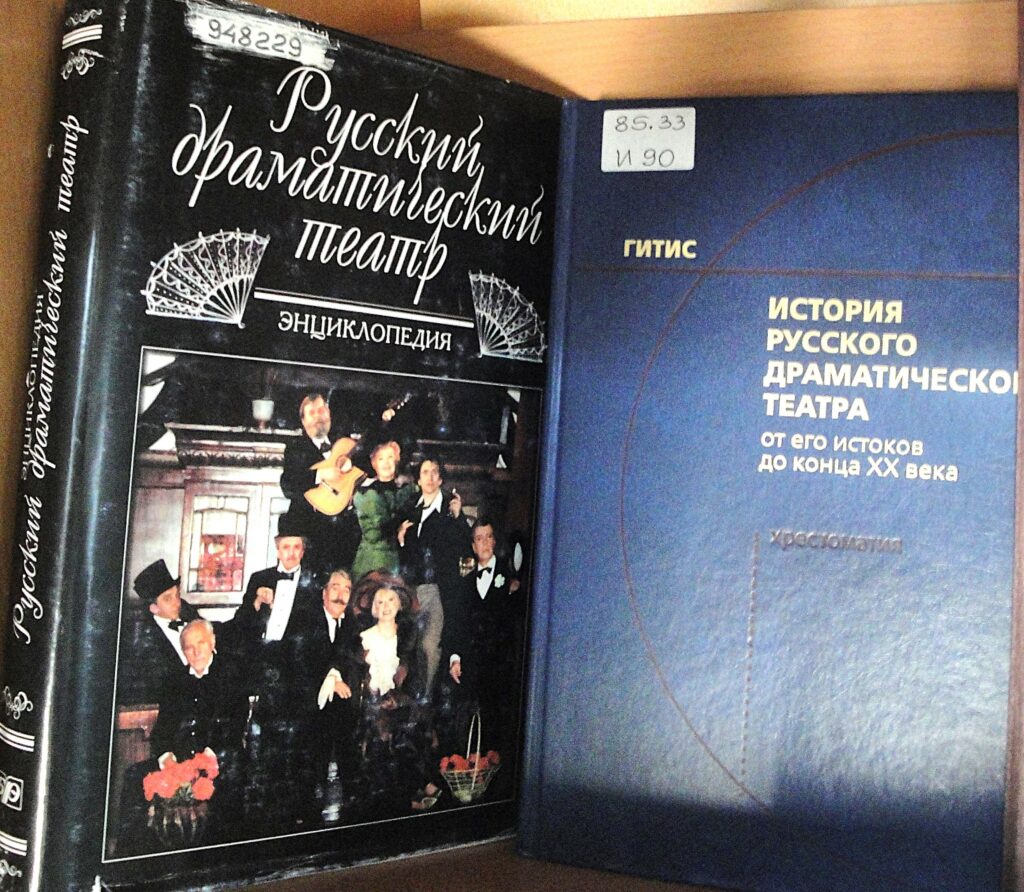 948229
Русский
драматический
театр
ЭНЦИКЛОПЕДИЯ
Русский драматический театр
ЭНЦИКЛОПЕДИЯ
85.33
И 90
ГИТИС
ИСТОРИЯ
РУССКОГО
ДРАМАТИЧЕСКО
ТЕАТРА
от его истоков
до конца XX века
хрестоматия